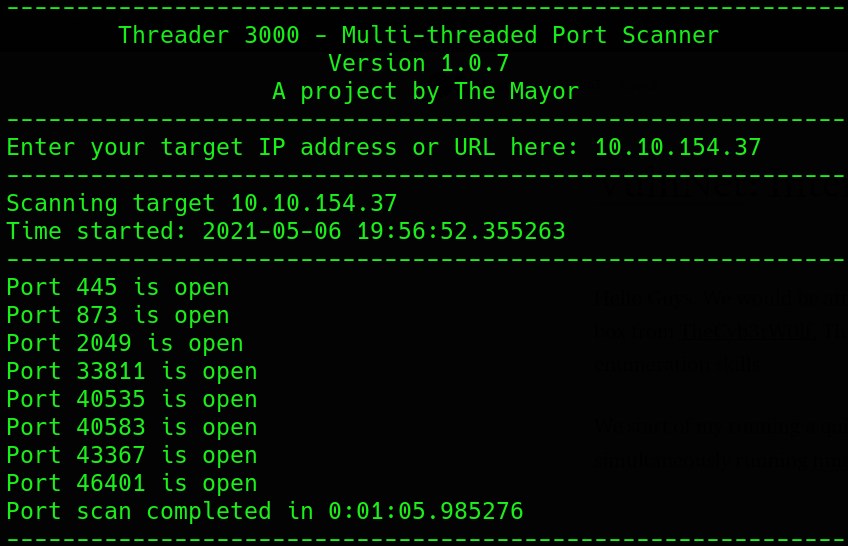 ------------------------------------------------------------
Threader 3000 - Multi-threaded Port Scanner
Version 1.0.7
A project by The Mayor
------------------------------------------------------------
Enter your target IP address or URL here: 10.10.154.37
------------------------------------------------------------
Scanning target 10.10.154.37
Time started: 2021-05-06 19:56:52.355263
------------------------------------------------------------
Port 445 is open
Port 873 is open
Port 2049 is open
Port 33811 is open
Port 40535 is open
Port 40583 is open
Port 43367 is open
Port 46401 is open
Port scan completed in 0:01:05.985276
------------------------------------------------------------